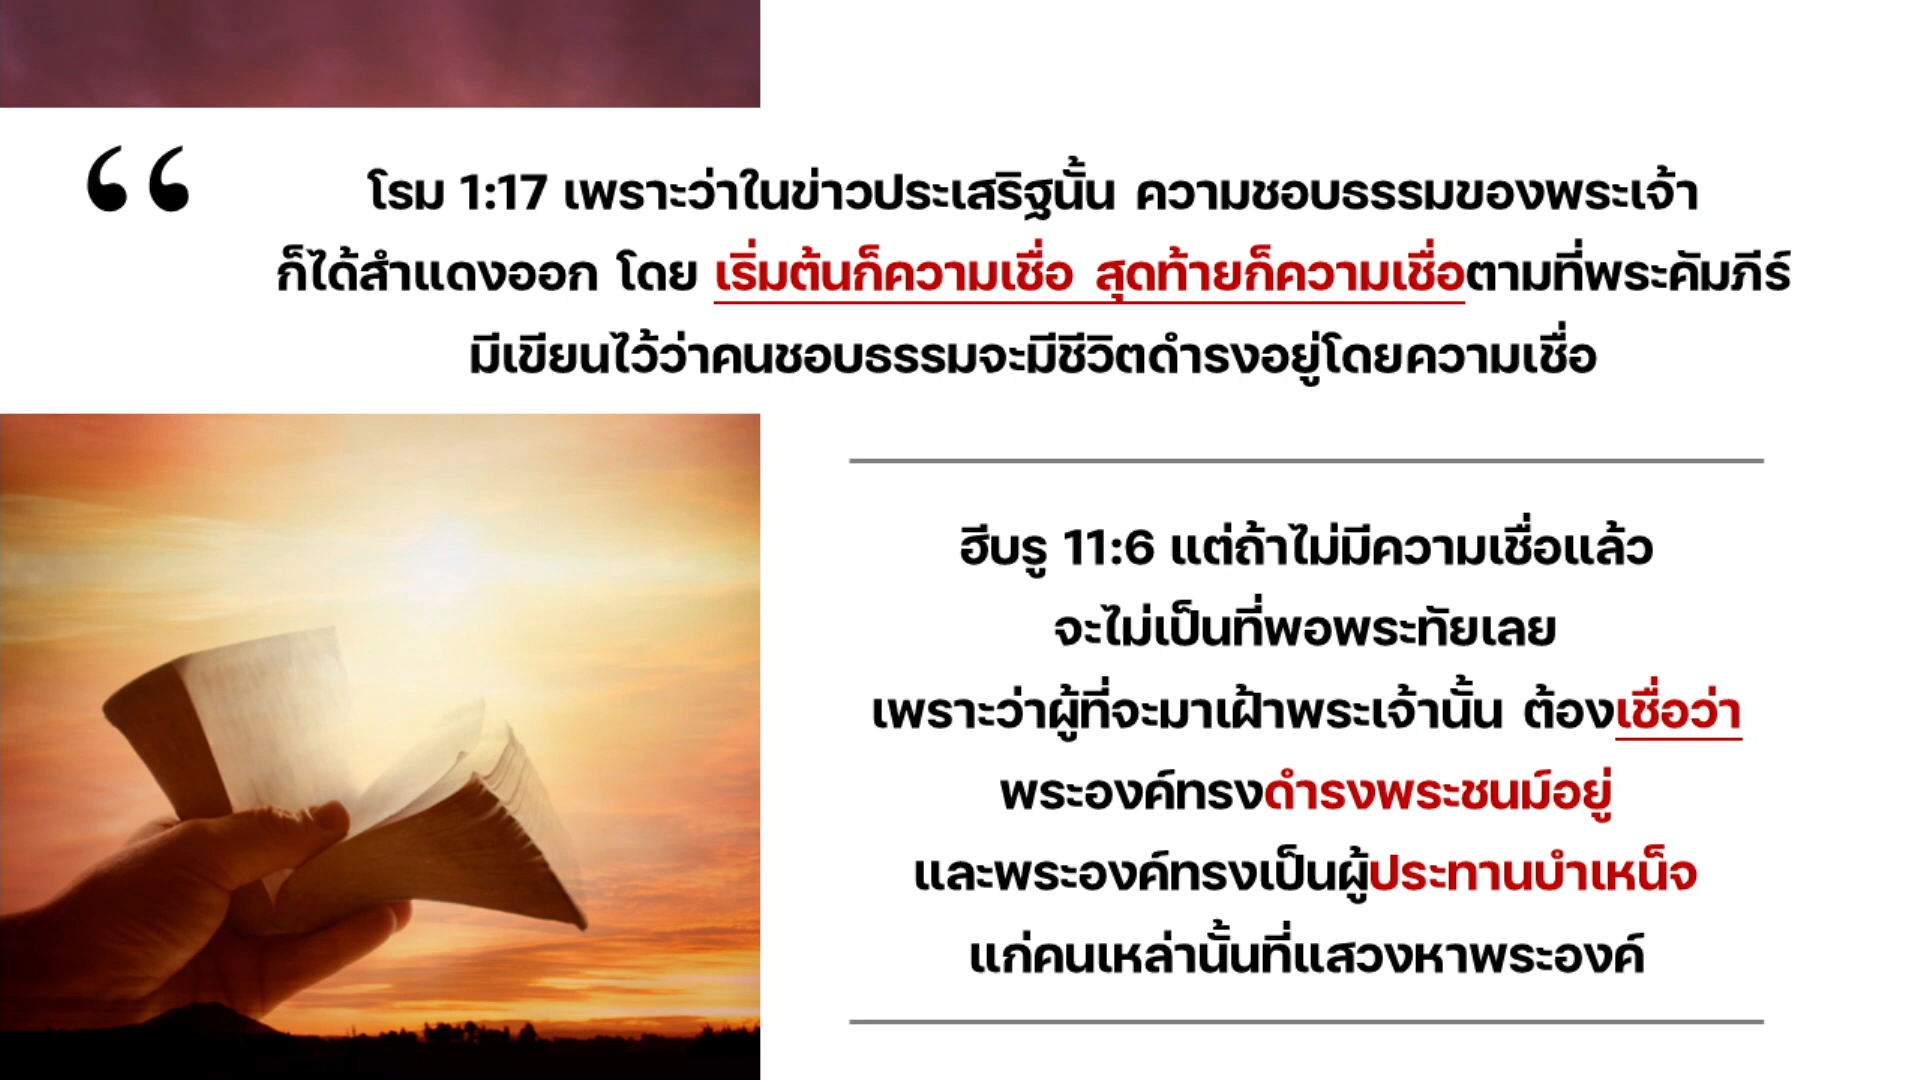 “
โรม 1:17 เพราะว่าในข่าวประเสริฐนั้น ความชอบธรรมของพระเจ้า
ก็ได้สำแดงออก โดย เริ่มต้นก็ความเชื่อ สุดท้ายก็ความเชื่อตามที่พระคัมภีร์
มีเขียนไว้ว่าคนชอบธรรมจะมีชีวิตดำรงอยู่โดยความเชื่อ
ฮีบรู 11:6 แต่ถ้าไม่มีความเชื่อแล้ว
จะไม่เป็นที่พอพระทัยเลย
เพราะว่าผู้ที่จะมาเฝ้าพระเจ้านั้น ต้องเชื่อว่า
พระองค์ทรงดำรงพระชนม์อยู่
และพระองค์ทรงเป็นผู้ประทานบำเหน็จ
แก่คนเหล่านั้นที่แสวงหาพระองค์